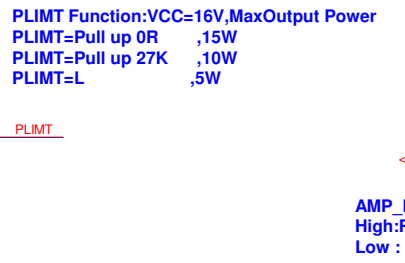 PLIMT Function:VCC=16V,MaxOutput Power
PLIMT=Pull up 0R ,15W
PLIMT=Pull up 27K ,10W
PLIMT=L ,5W
PLIMT
<
AMP_
High:
Low :